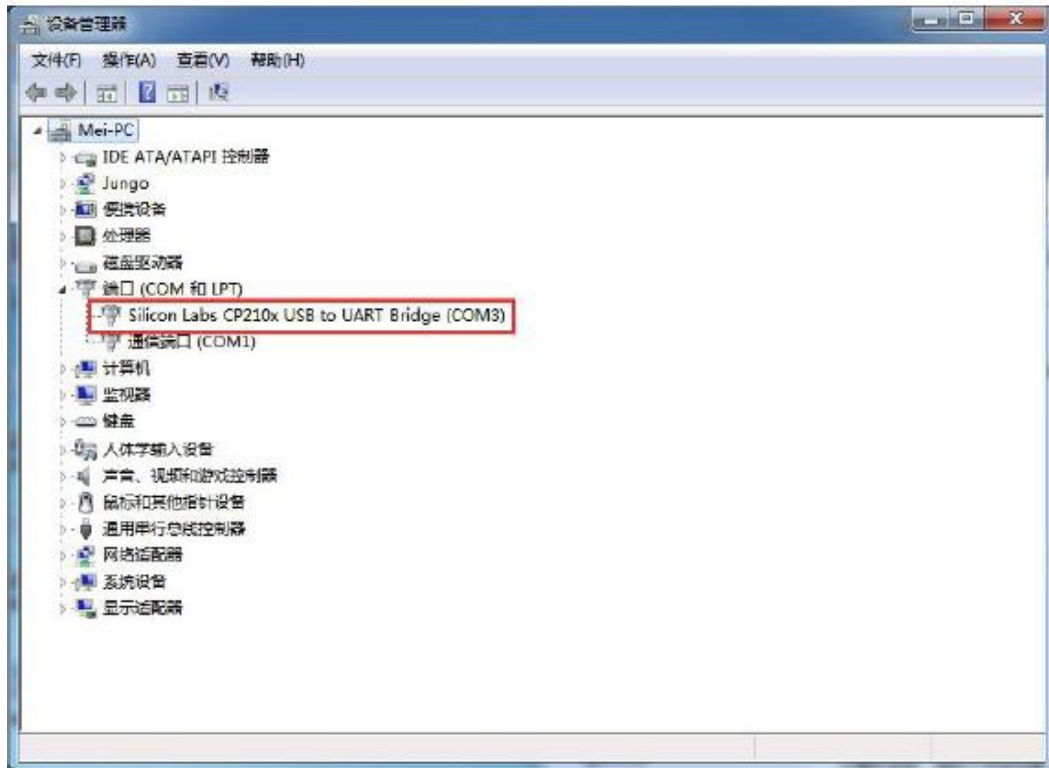 设备管理器
文件(F) 操作(A) 查看(V) 帮助(H)
Mei-PC
IDE ATA/ATAPI 控制器
Jungo
便携设备
处理器
磁盘驱动器
端口 (COM 和 LPT)
Silicon Labs CP210x USB to UART Bridge (COM3)
通信端口 (COM1)
计算机
监视器
键盘
人体学输入设备
声音、视频和游戏控制器
鼠标和其他指针设备
通用串行总线控制器
网络适配器
系统设备
显示适配器